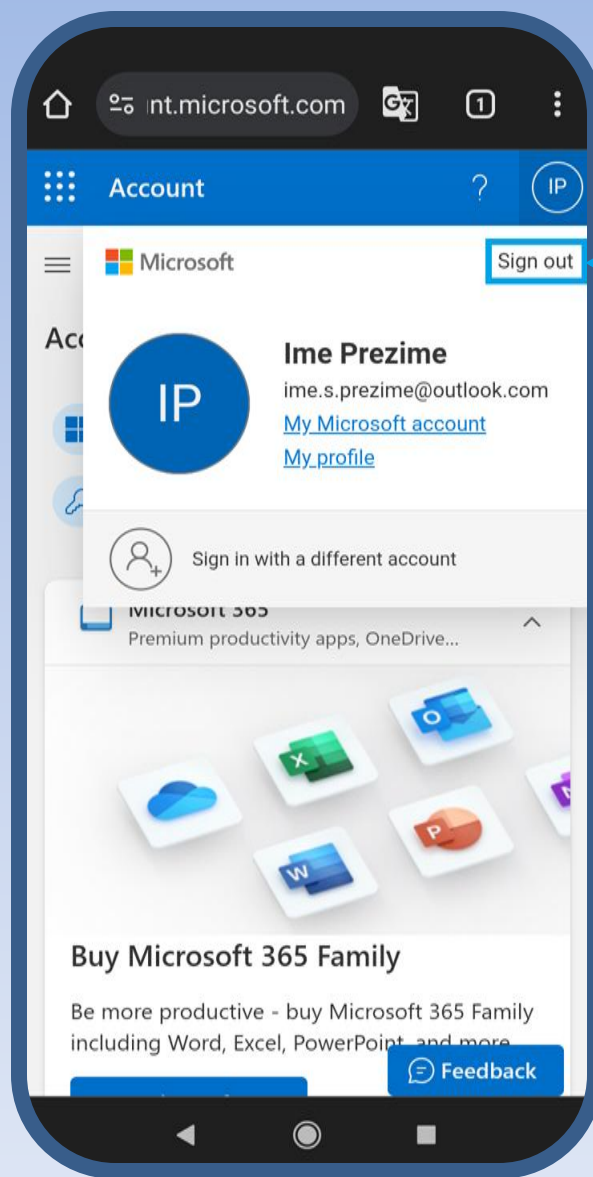 nt.microsoft.com
1
Account
?
IP
Microsoft
Sign out
Acc
IP
Ime Prezime
ime.s.prezime@outlook.com
My Microsoft account
My profile
Sign in with a different account
Microsoft 365
Premium productivity apps, OneDrive...
Buy Microsoft 365 Family
Be more productive - buy Microsoft 365 Family
including Word, Excel, PowerPoint, and more
Feedback